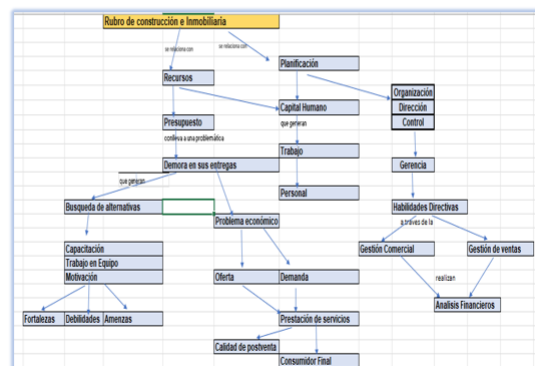 Rubro de construcción e Inmobiliaria
se relaciona con
se relaciona con
Planificación
Recursos
Organización
Capital Humano
Dirección
Presupuesto
que generan
Control
conlleva a una problemática
Trabajo
Demora en sus entregas
Gerencia
que generan
Personal
Busqueda de alternativas
Habilidades Directivas
Problema económico
a traves de la
Capacitación
Gestión Comercial
Gestión de ventas
Trabajo en Equipo
Motivación
Oferta
Demanda
realizan
Analisis Financieros
Fortalezas
Debilidades
Amenzas
Prestación de servicios
Calidad de postventa
Consumidor Final